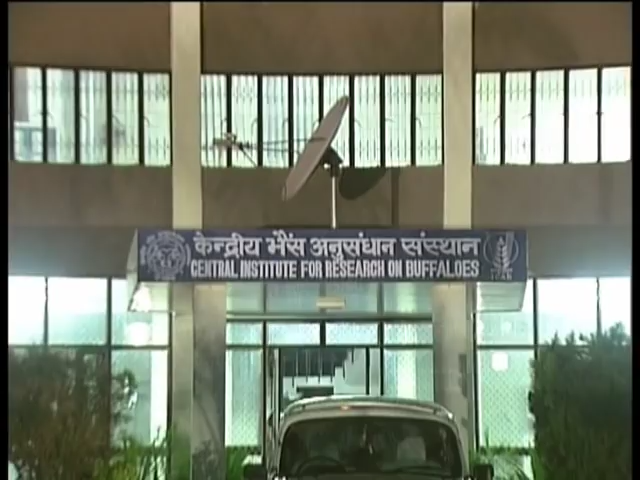 केन्द्रीय भैंस अनुसंधान संस्थान
CENTRAL INSTITUTE FOR RESEARCH ON BUFFALOES